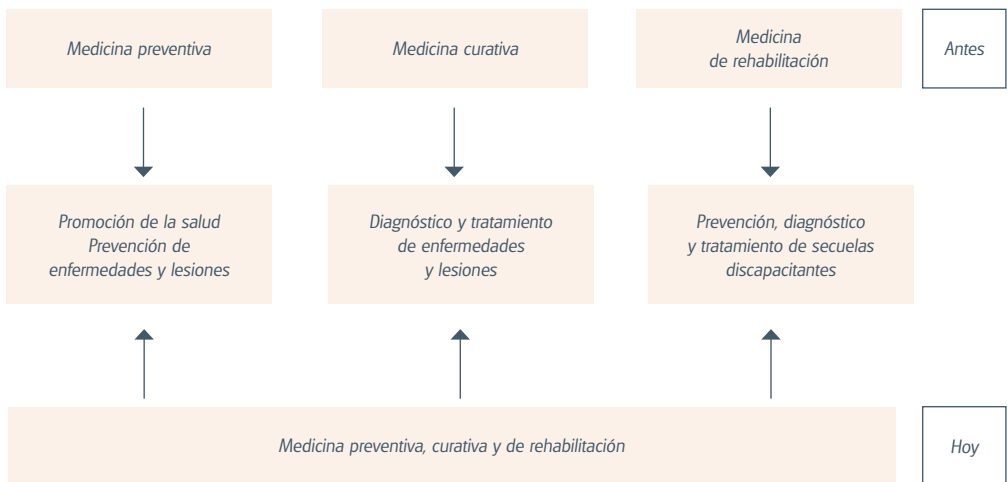 Medicina preventiva
Medicina curativa
Medicina
de rehabilitación
Antes
Promoción de la salud
Prevención de
enfermedades y lesiones
Diagnóstico y tratamiento
de enfermedades
y lesiones
Prevención, diagnóstico
y tratamiento de secuelas
discapacitantes
Medicina preventiva, curativa y de rehabilitación
Hoy